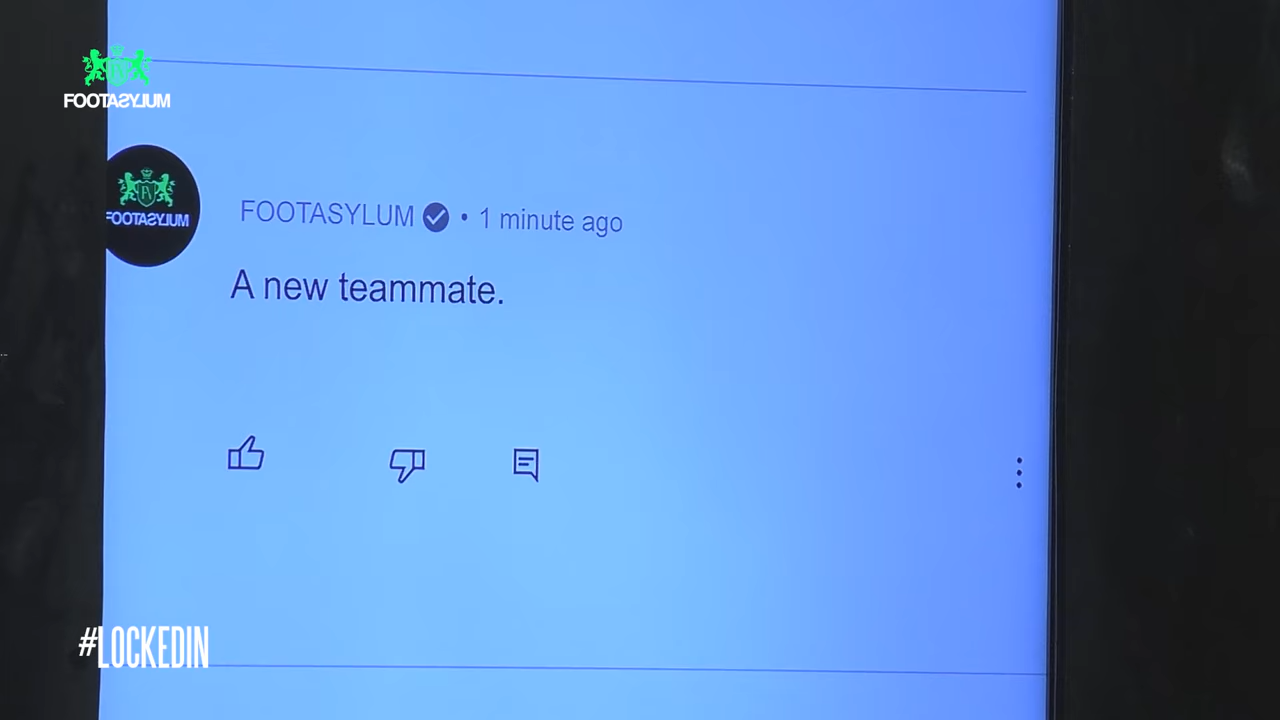 FOOTASYLUM
FOOTASYLUM
FOOTASYLUM • 1 minute ago
A new teammate.
#LOCKEDIN